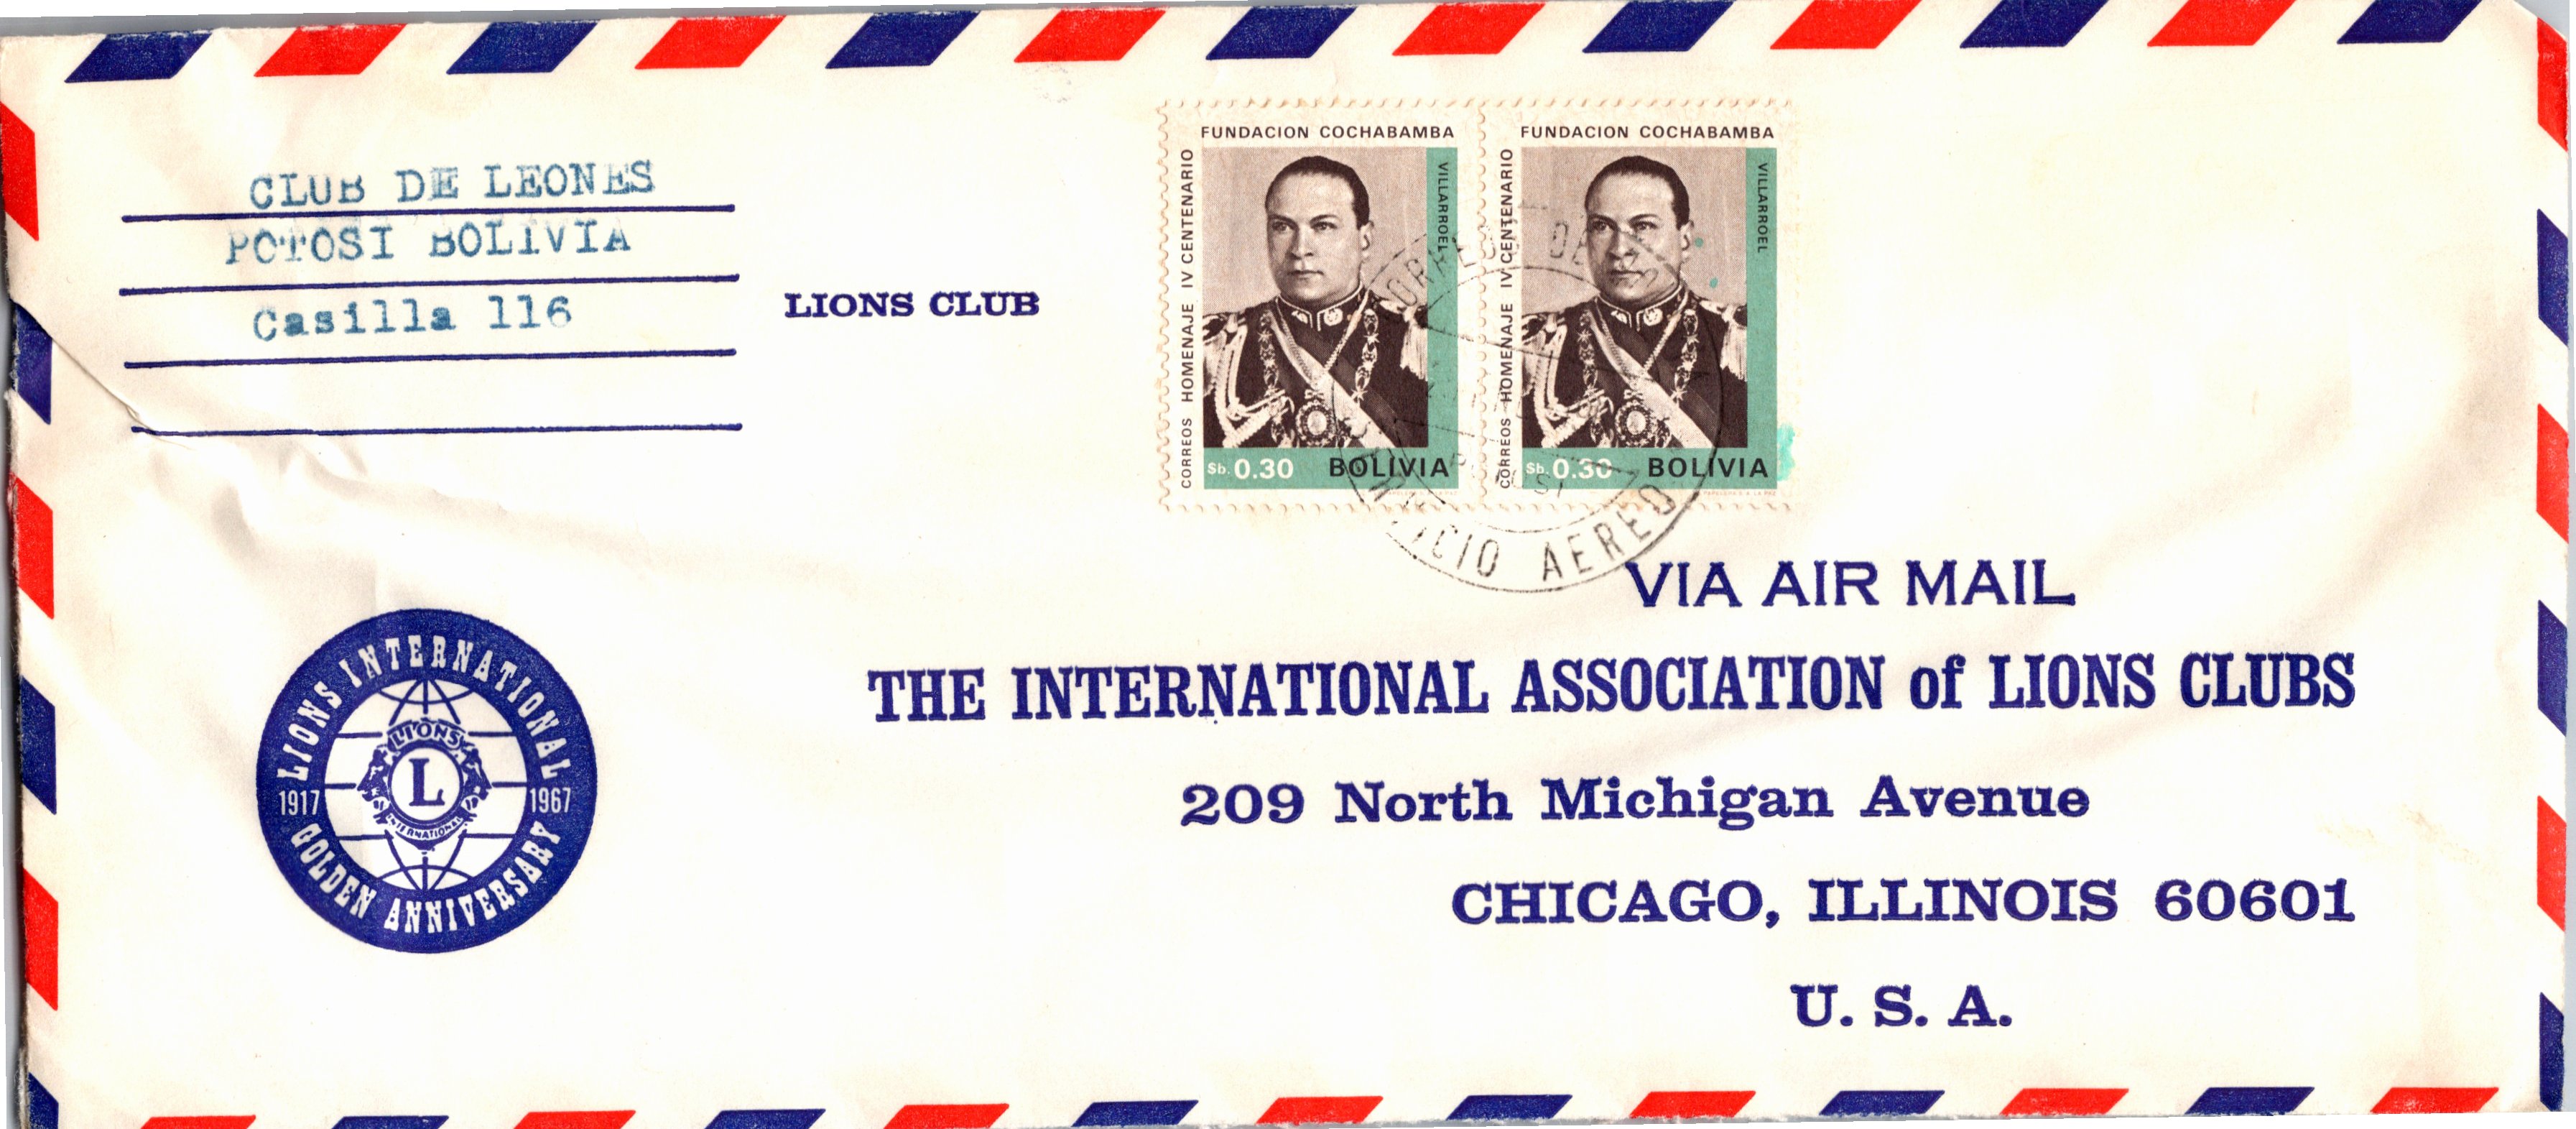 CLUB DE LEONES
POTOSI BOLIVIA
Casilla 116
LIONS CLUB
FUNDACION COCHABAMBA
CORREOS HOMENAJE IV CENTENARIO
VILLARROEL
$b. 0.30 BOLIVIA
FUNDACION COCHABAMBA
CORREOS HOMENAJE IV CENTENARIO
VILLARROEL
$b. 0.30 BOLIVIA
POTOSI
AEREO
VIA AIR MAIL
THE INTERNATIONAL ASSOCIATION of LIONS CLUBS
209 North Michigan Avenue
CHICAGO, ILLINOIS 60601
U. S. A.
LIONS INTERNATIONAL
LIONS
L
INTERNATIONAL
1917 1967
GOLDEN ANNIVERSARY